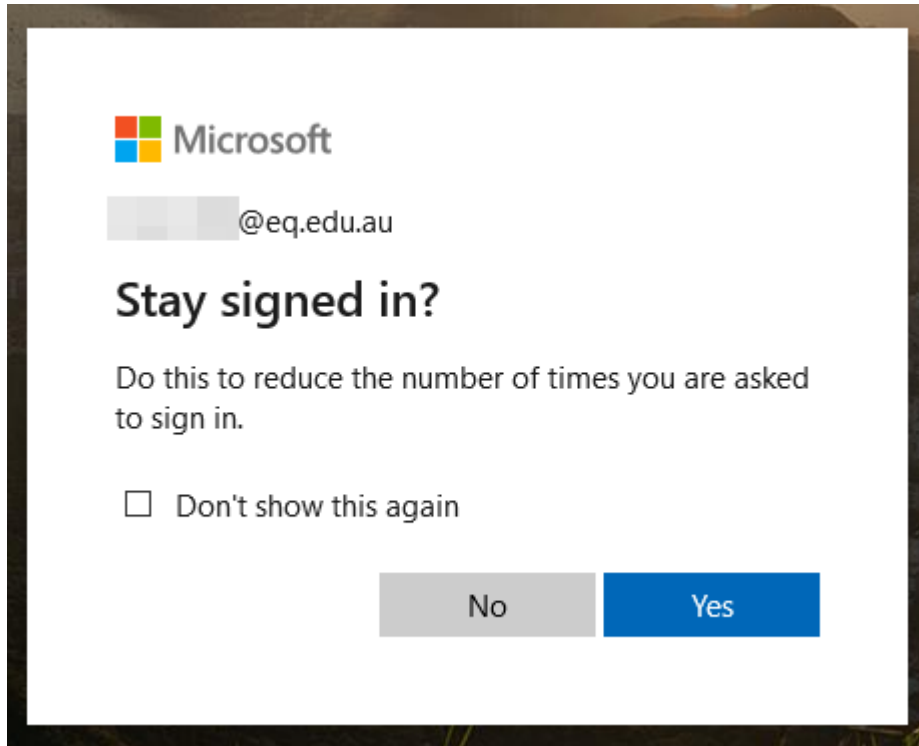 Microsoft
@eq.edu.au
Stay signed in?
Do this to reduce the number of times you are asked
to sign in.
Don't show this again
No
Yes